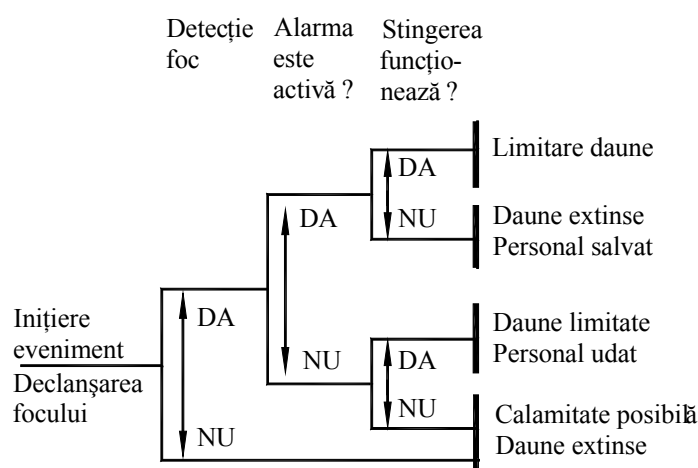 Detecție
foc
Alarma
este
activă ?
Stingerea
funcțio-
nează ?
DA
Limitare daune
DA
NU
Daune extinse
Personal salvat
Inițiere
eveniment
Declanşarea
focului
DA
NU
NU
DA
Daune limitate
Personal udat
NU
Calamitate posibilă
Daune extinse